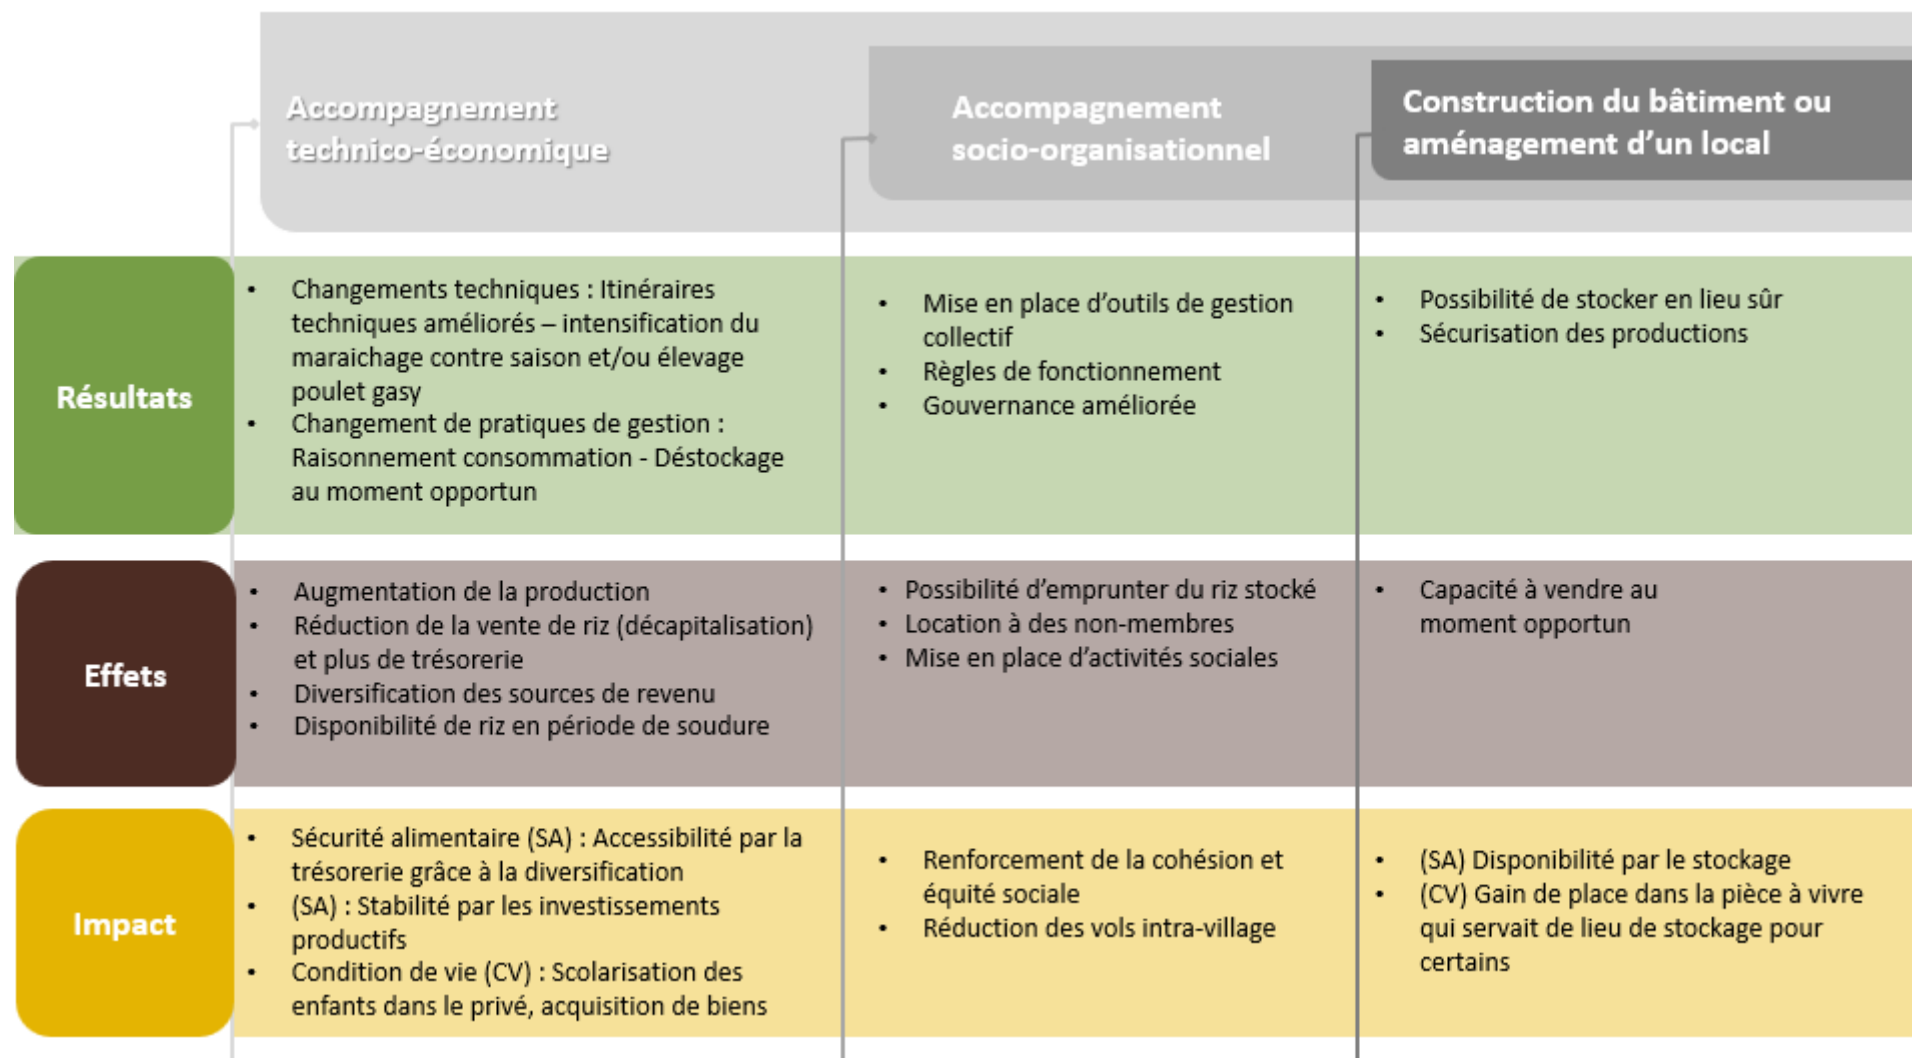 Accompagnement
technico-économique
Accompagnement
socio-organisationnel
Construction du bâtiment ou
aménagement d’un local
Résultats
• Changements techniques : Itinéraires
techniques améliorés – intensification du
maraichage contre saison et/ou élevage
poulet gasy
• Changement de pratiques de gestion :
Raisonnement consommation - Déstockage
au moment opportun
• Mise en place d’outils de gestion
collectif
• Règles de fonctionnement
• Gouvernance améliorée
• Possibilité de stocker en lieu sûr
• Sécurisation des productions
Effets
• Augmentation de la production
• Réduction de la vente de riz (décapitalisation)
et plus de trésorerie
• Diversification des sources de revenu
• Disponibilité de riz en période de soudure
• Possibilité d’emprunter du riz stocké
• Location à des non-membres
• Mise en place d’activités sociales
• Capacité à vendre au
moment opportun
Impact
• Sécurité alimentaire (SA) : Accessibilité par la
trésorerie grâce à la diversification
• (SA) : Stabilité par les investissements
productifs
• Condition de vie (CV) : Scolarisation des
enfants dans le privé, acquisition de biens
• Renforcement de la cohésion et
équité sociale
• Réduction des vols intra-village
• (SA) Disponibilité par le stockage
• (CV) Gain de place dans la pièce à vivre
qui servait de lieu de stockage pour
certains